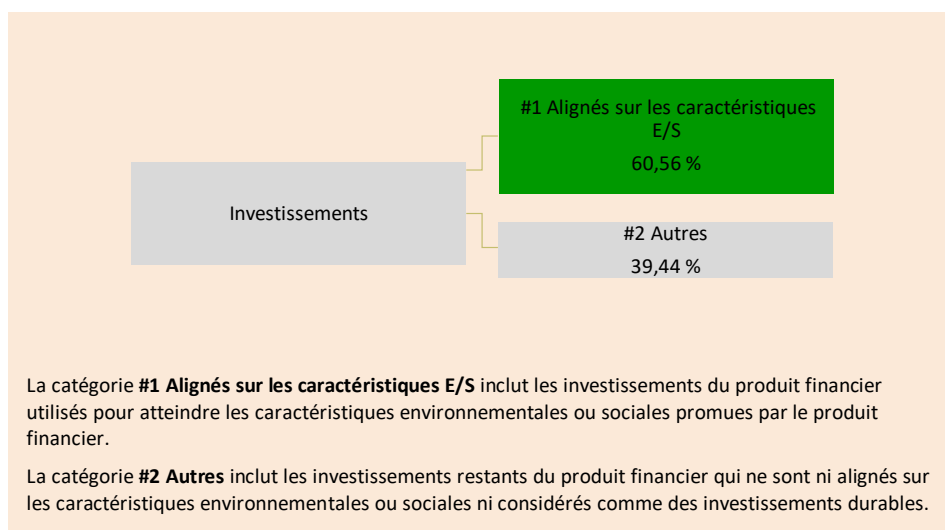 #1 Alignés sur les caractéristiques
E/S
60,56 %
Investissements
#2 Autres
39,44 %
La catégorie #1 Alignés sur les caractéristiques E/S inclut les investissements du produit financier
utilisés pour atteindre les caractéristiques environnementales ou sociales promues par le produit
financier.
La catégorie #2 Autres inclut les investissements restants du produit financier qui ne sont ni alignés sur
les caractéristiques environnementales ou sociales ni considérés comme des investissements durables.